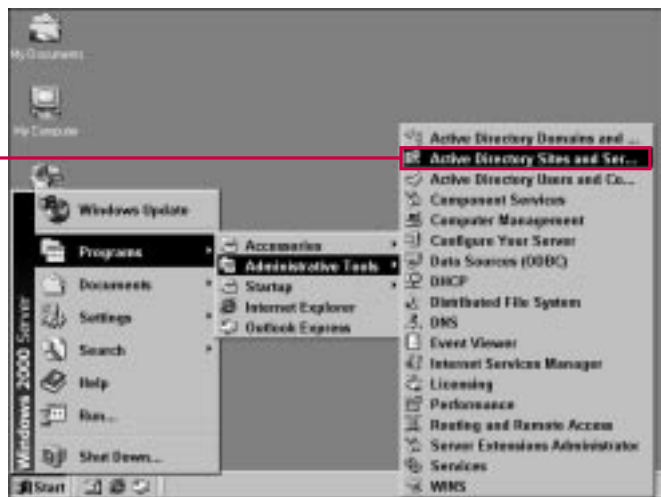 My Documents
My Computer
Windows Update
Programs
Documents
Settings
Search
Help
Run...
Shut Down...
Windows 2000 Server
Start
Accessories
Administrative Tools
Startup
Internet Explorer
Outlook Express
Active Directory Domains and ...
Active Directory Sites and Ser...
Active Directory Users and Co...
Component Services
Computer Management
Configure Your Server
Data Sources (ODBC)
DHCP
Distributed File System
DNS
Event Viewer
Internet Services Manager
Licensing
Performance
Routing and Remote Access
Server Extensions Administrator
Services
WINS